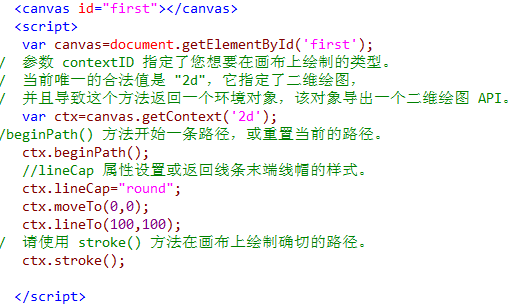 <canvas id="first"></canvas>
<script>
var canvas=document.getElementById('first');
/ 参数 contextID 指定了您想要在画布上绘制的类型。
/ 当前唯一的合法值是 "2d"，它指定了二维绘图，
/ 并且导致这个方法返回一个环境对象，该对象导出一个二维绘图 API。
var ctx=canvas.getContext('2d');
/beginPath() 方法开始一条路径，或重置当前的路径。
ctx.beginPath();
//lineCap 属性设置或返回线条末端线帽的样式。
ctx.lineCap="round";
ctx.moveTo(0,0);
ctx.lineTo(100,100);
/ 请使用 stroke() 方法在画布上绘制确切的路径。
ctx.stroke();
</script>